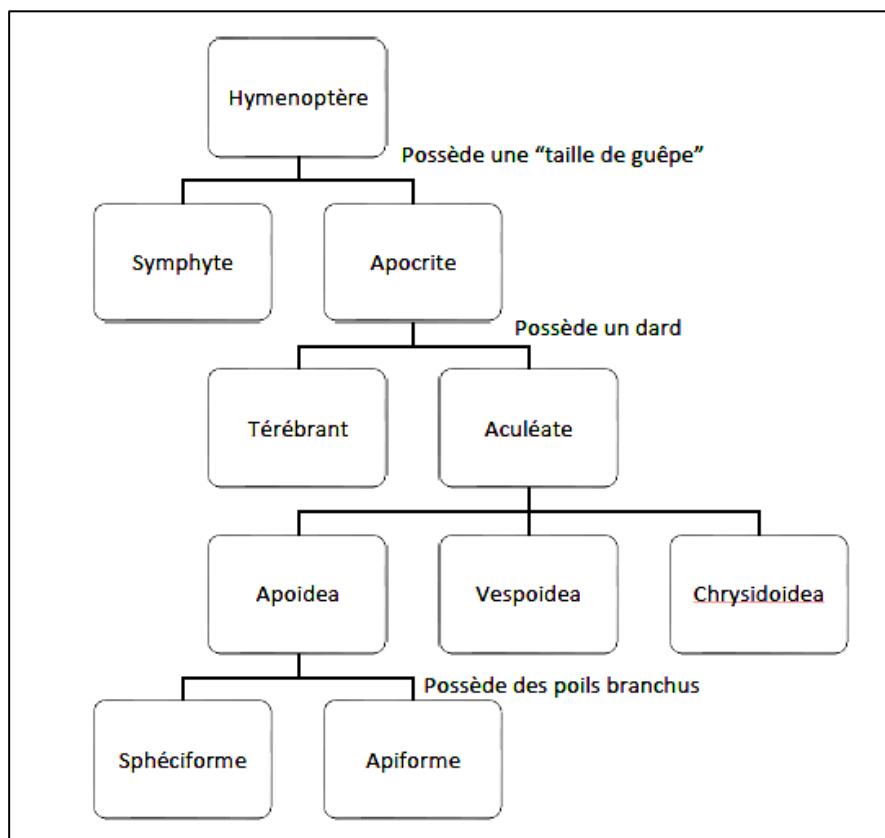 Hymenoptère
Possède une “taille de guêpe”
Symphyte
Apocrite
Possède un dard
Térébrant
Aculéate
Apoidea
Vespoidea
Chrysidoidea
Possède des poils branchus
Sphéciforme
Apiforme